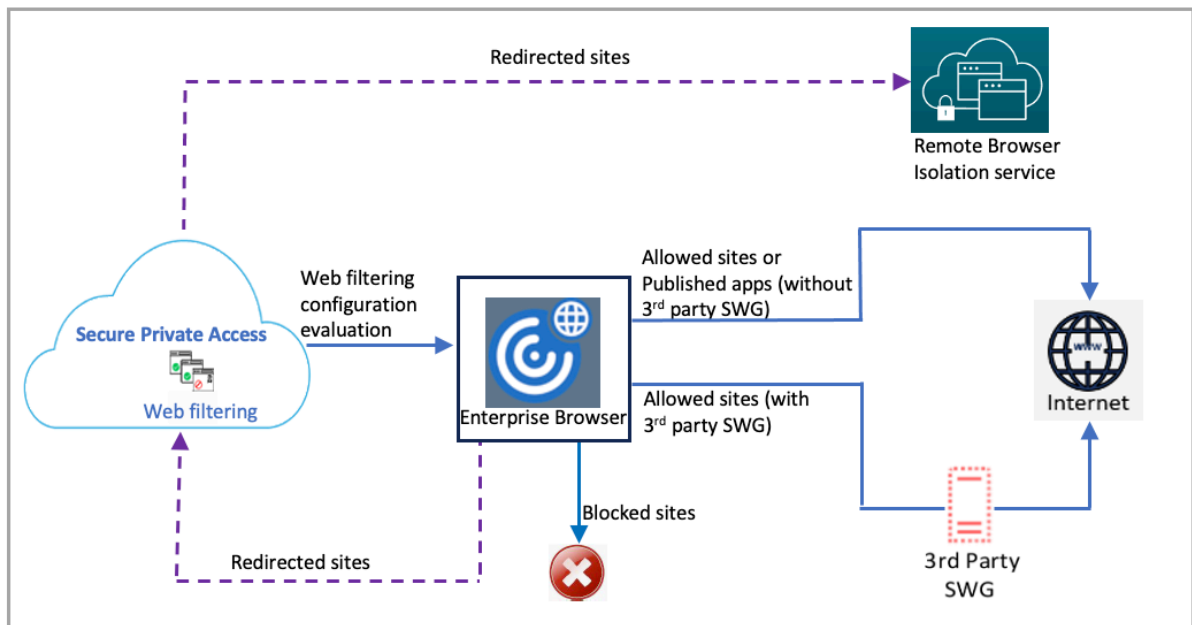 Redirected sites
Remote Browser
Isolation service
Web filtering
configuration
evaluation
Allowed sites or
Published apps (without
3rd party SWG)
Secure Private Access
Web filtering
Enterprise Browser
Allowed sites (with
3rd party SWG)
www
Internet
Blocked sites
Redirected sites
3rd Party
SWG